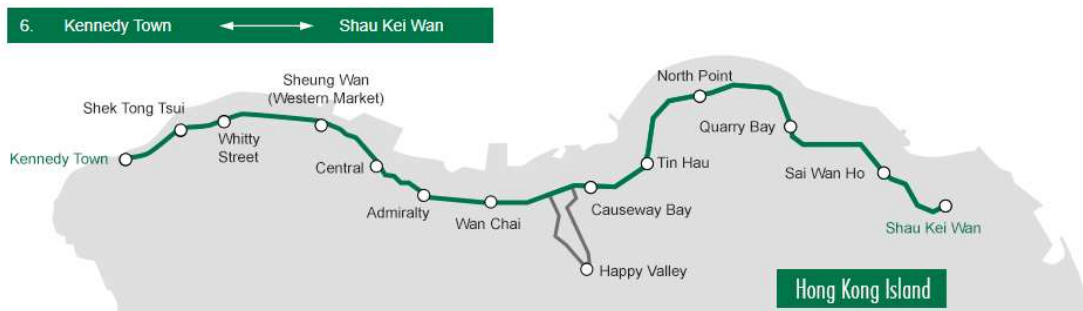 6. Kennedy Town Shau Kei Wan
Sheung Wan
(Western Market)
Shek Tong Tsui
Whitty
Street
Kennedy Town
Central
Admiralty
Wan Chai
Causeway Bay
Happy Valley
Tin Hau
North Point
Quarry Bay
Sai Wan Ho
Shau Kei Wan
Hong Kong Island